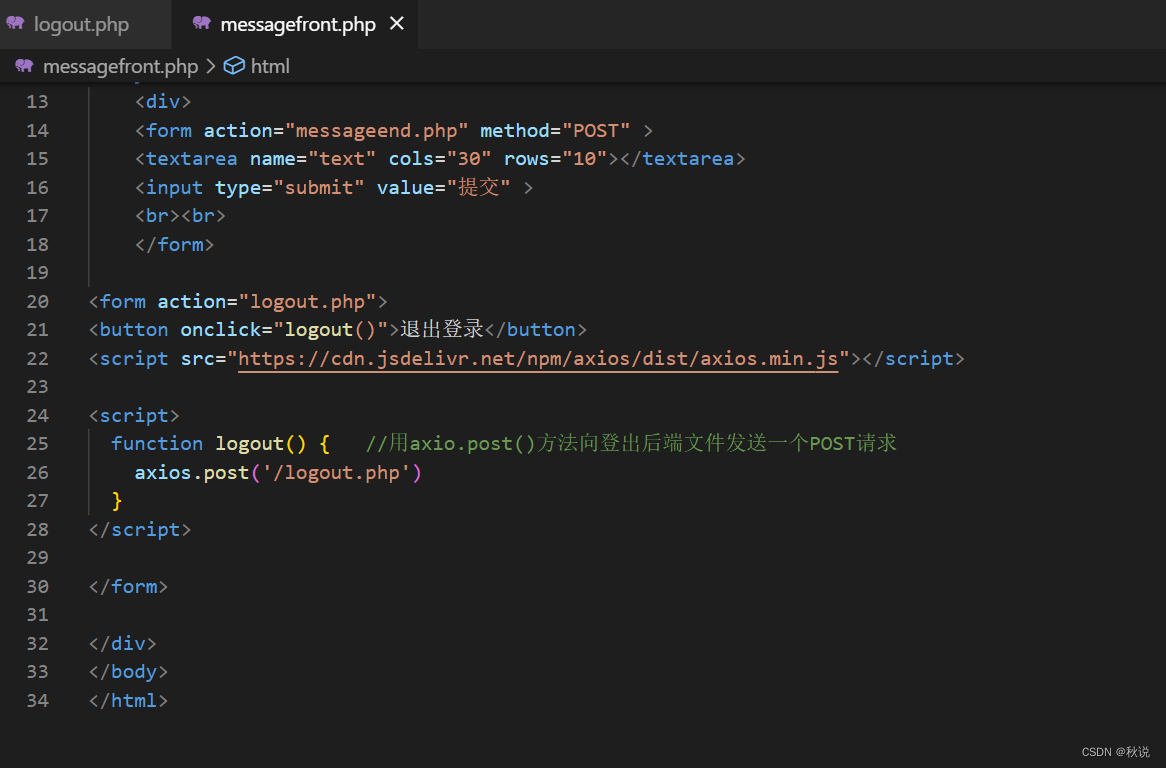 logout.php
messagefront.php ×
messagefront.php > html
13 <div>
14 <form action="messageend.php" method="POST" >
15 <textarea name="text" cols="30" rows="10"></textarea>
16 <input type="submit" value="提交" >
17 <br><br>
18 </form>
19
20 <form action="logout.php">
21 <button onclick="logout()">退出登录</button>
22 <script src="https://cdn.jsdelivr.net/npm/axios/dist/axios.min.js"></script>
23
24 <script>
25 function logout() { //用axio.post()方法向登出后端文件发送一个POST请求
26 axios.post('/logout.php')
27 }
28 </script>
29
30 </form>
31
32 </div>
33 </body>
34 </html>
CSDN @秋说